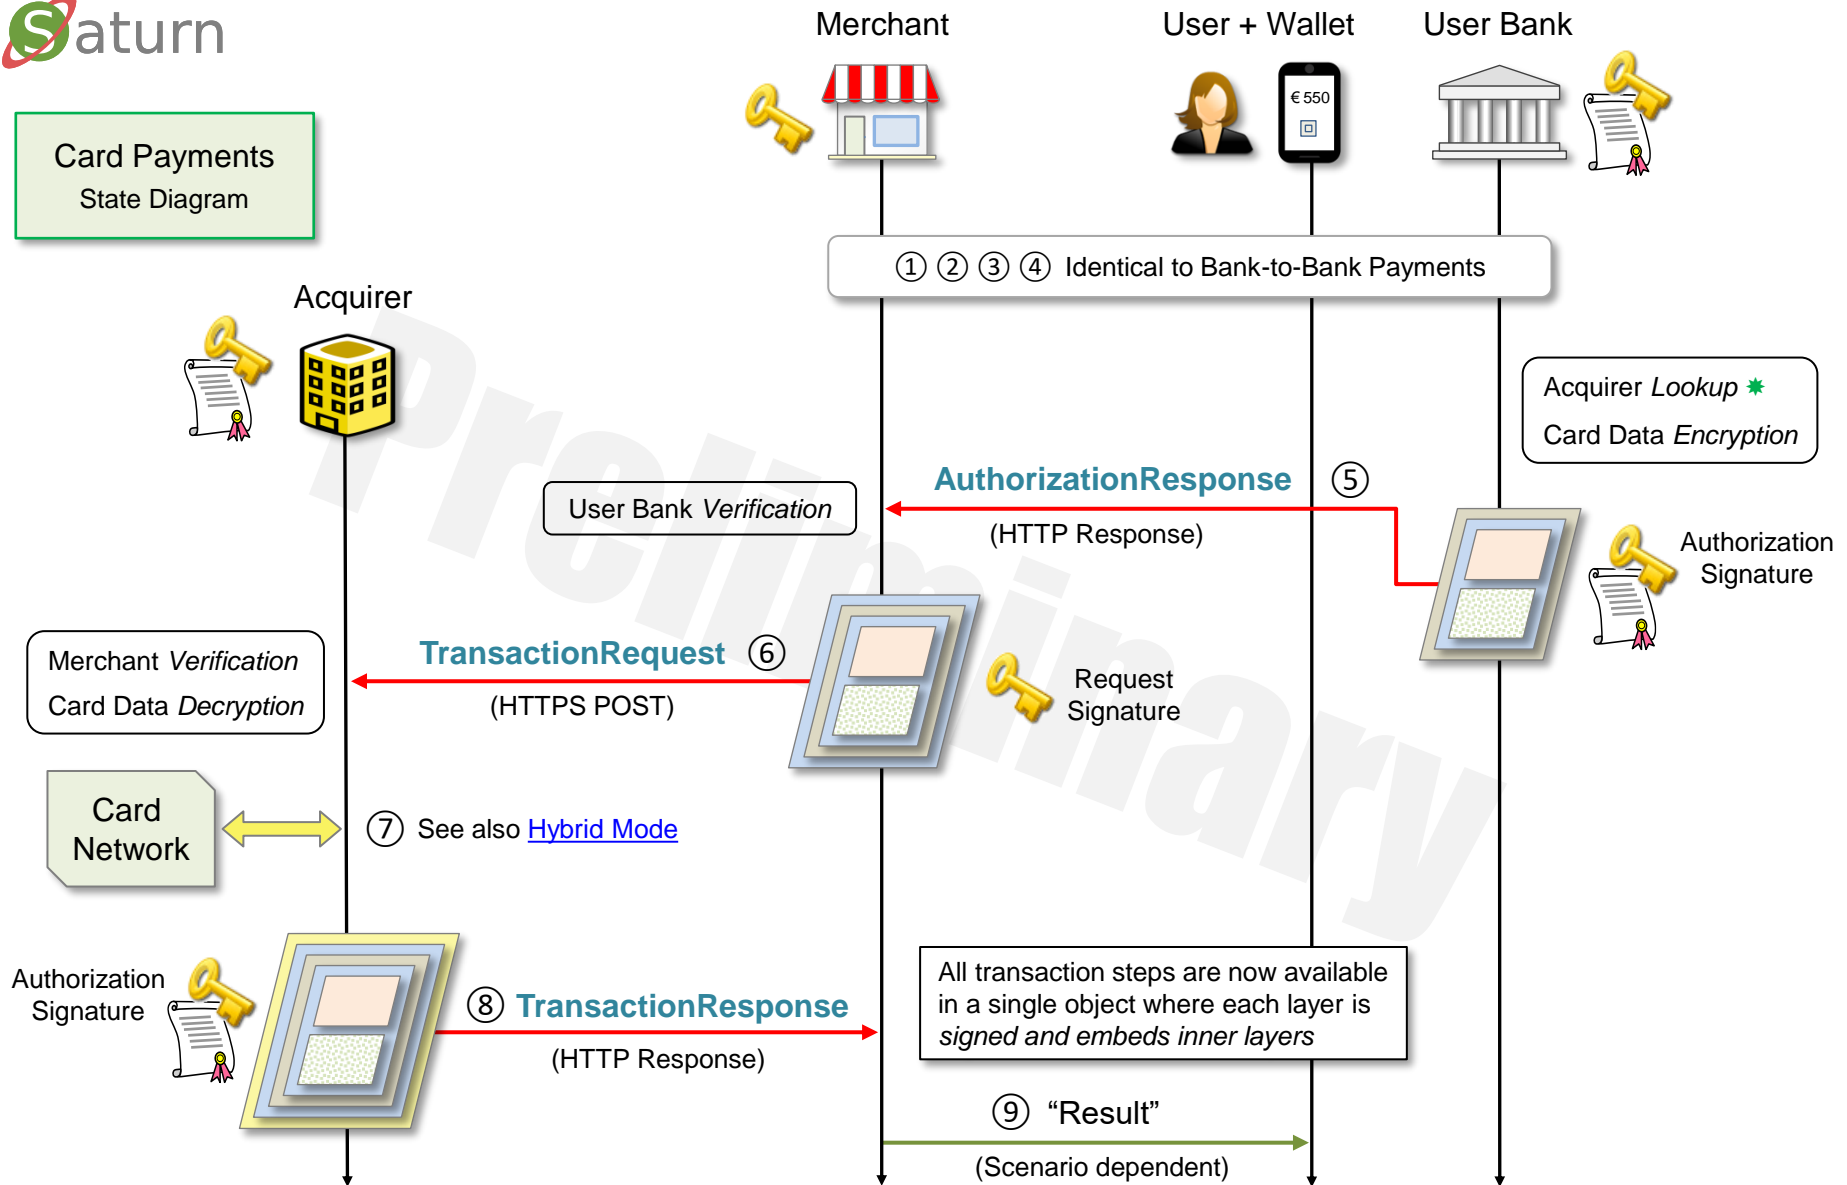 Saturn
Merchant
User + Wallet
User Bank
€ 550
Card Payments
State Diagram
① ② ③ ④ Identical to Bank-to-Bank Payments
Acquirer
Acquirer Lookup ✷
Card Data Encryption
AuthorizationResponse ⑤
User Bank Verification
(HTTP Response)
Authorization
Signature
TransactionRequest ⑥
Merchant Verification
Card Data Decryption
(HTTPS POST)
Request
Signature
Card
Network
⑦ See also Hybrid Mode
Authorization
Signature
⑧ TransactionResponse
(HTTP Response)
All transaction steps are now available
in a single object where each layer is
signed and embeds inner layers
⑨ “Result”
(Scenario dependent)
Preliminary